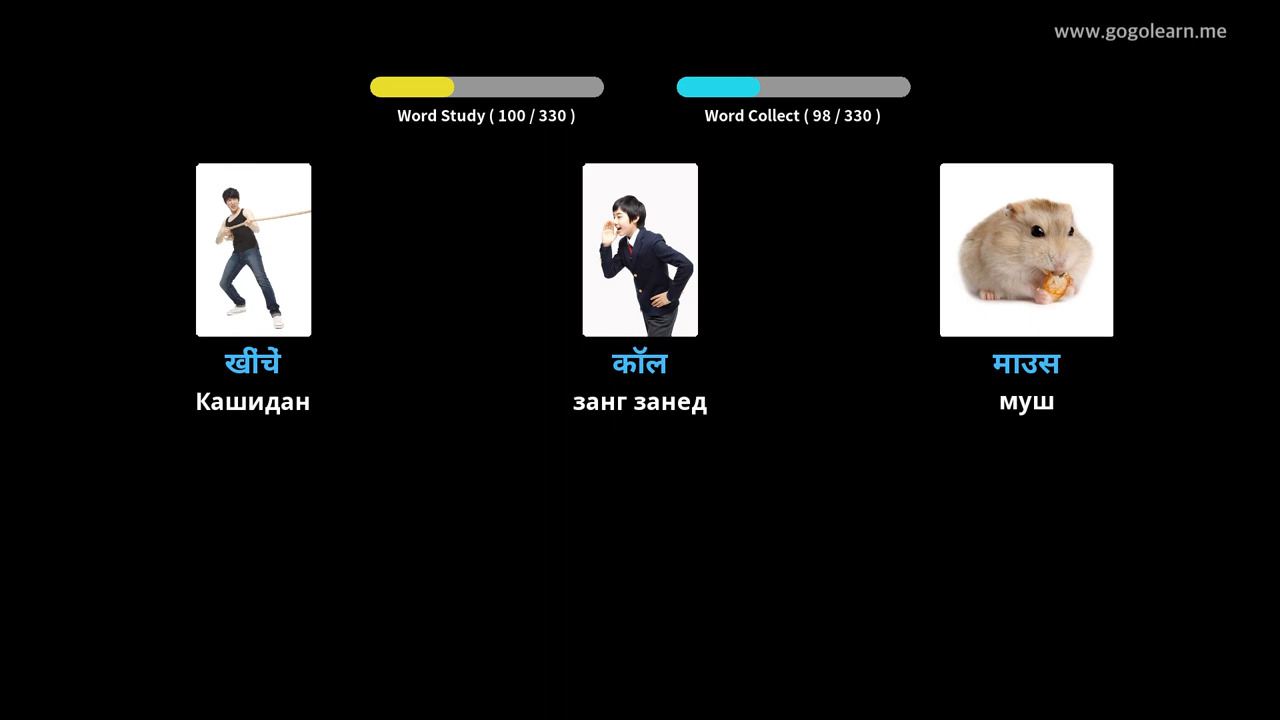 www.gogolearn.me
Word Study ( 100 / 330 )
Word Collect ( 98 / 330 )
खींचें
कॉल
माउस
Кашидан
занг занед
муш